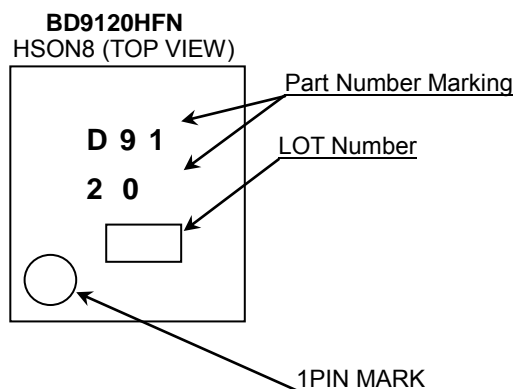 BD9120HFN
HSON8 (TOP VIEW)
Part Number Marking
D 9 1
LOT Number
2 0
1PIN MARK